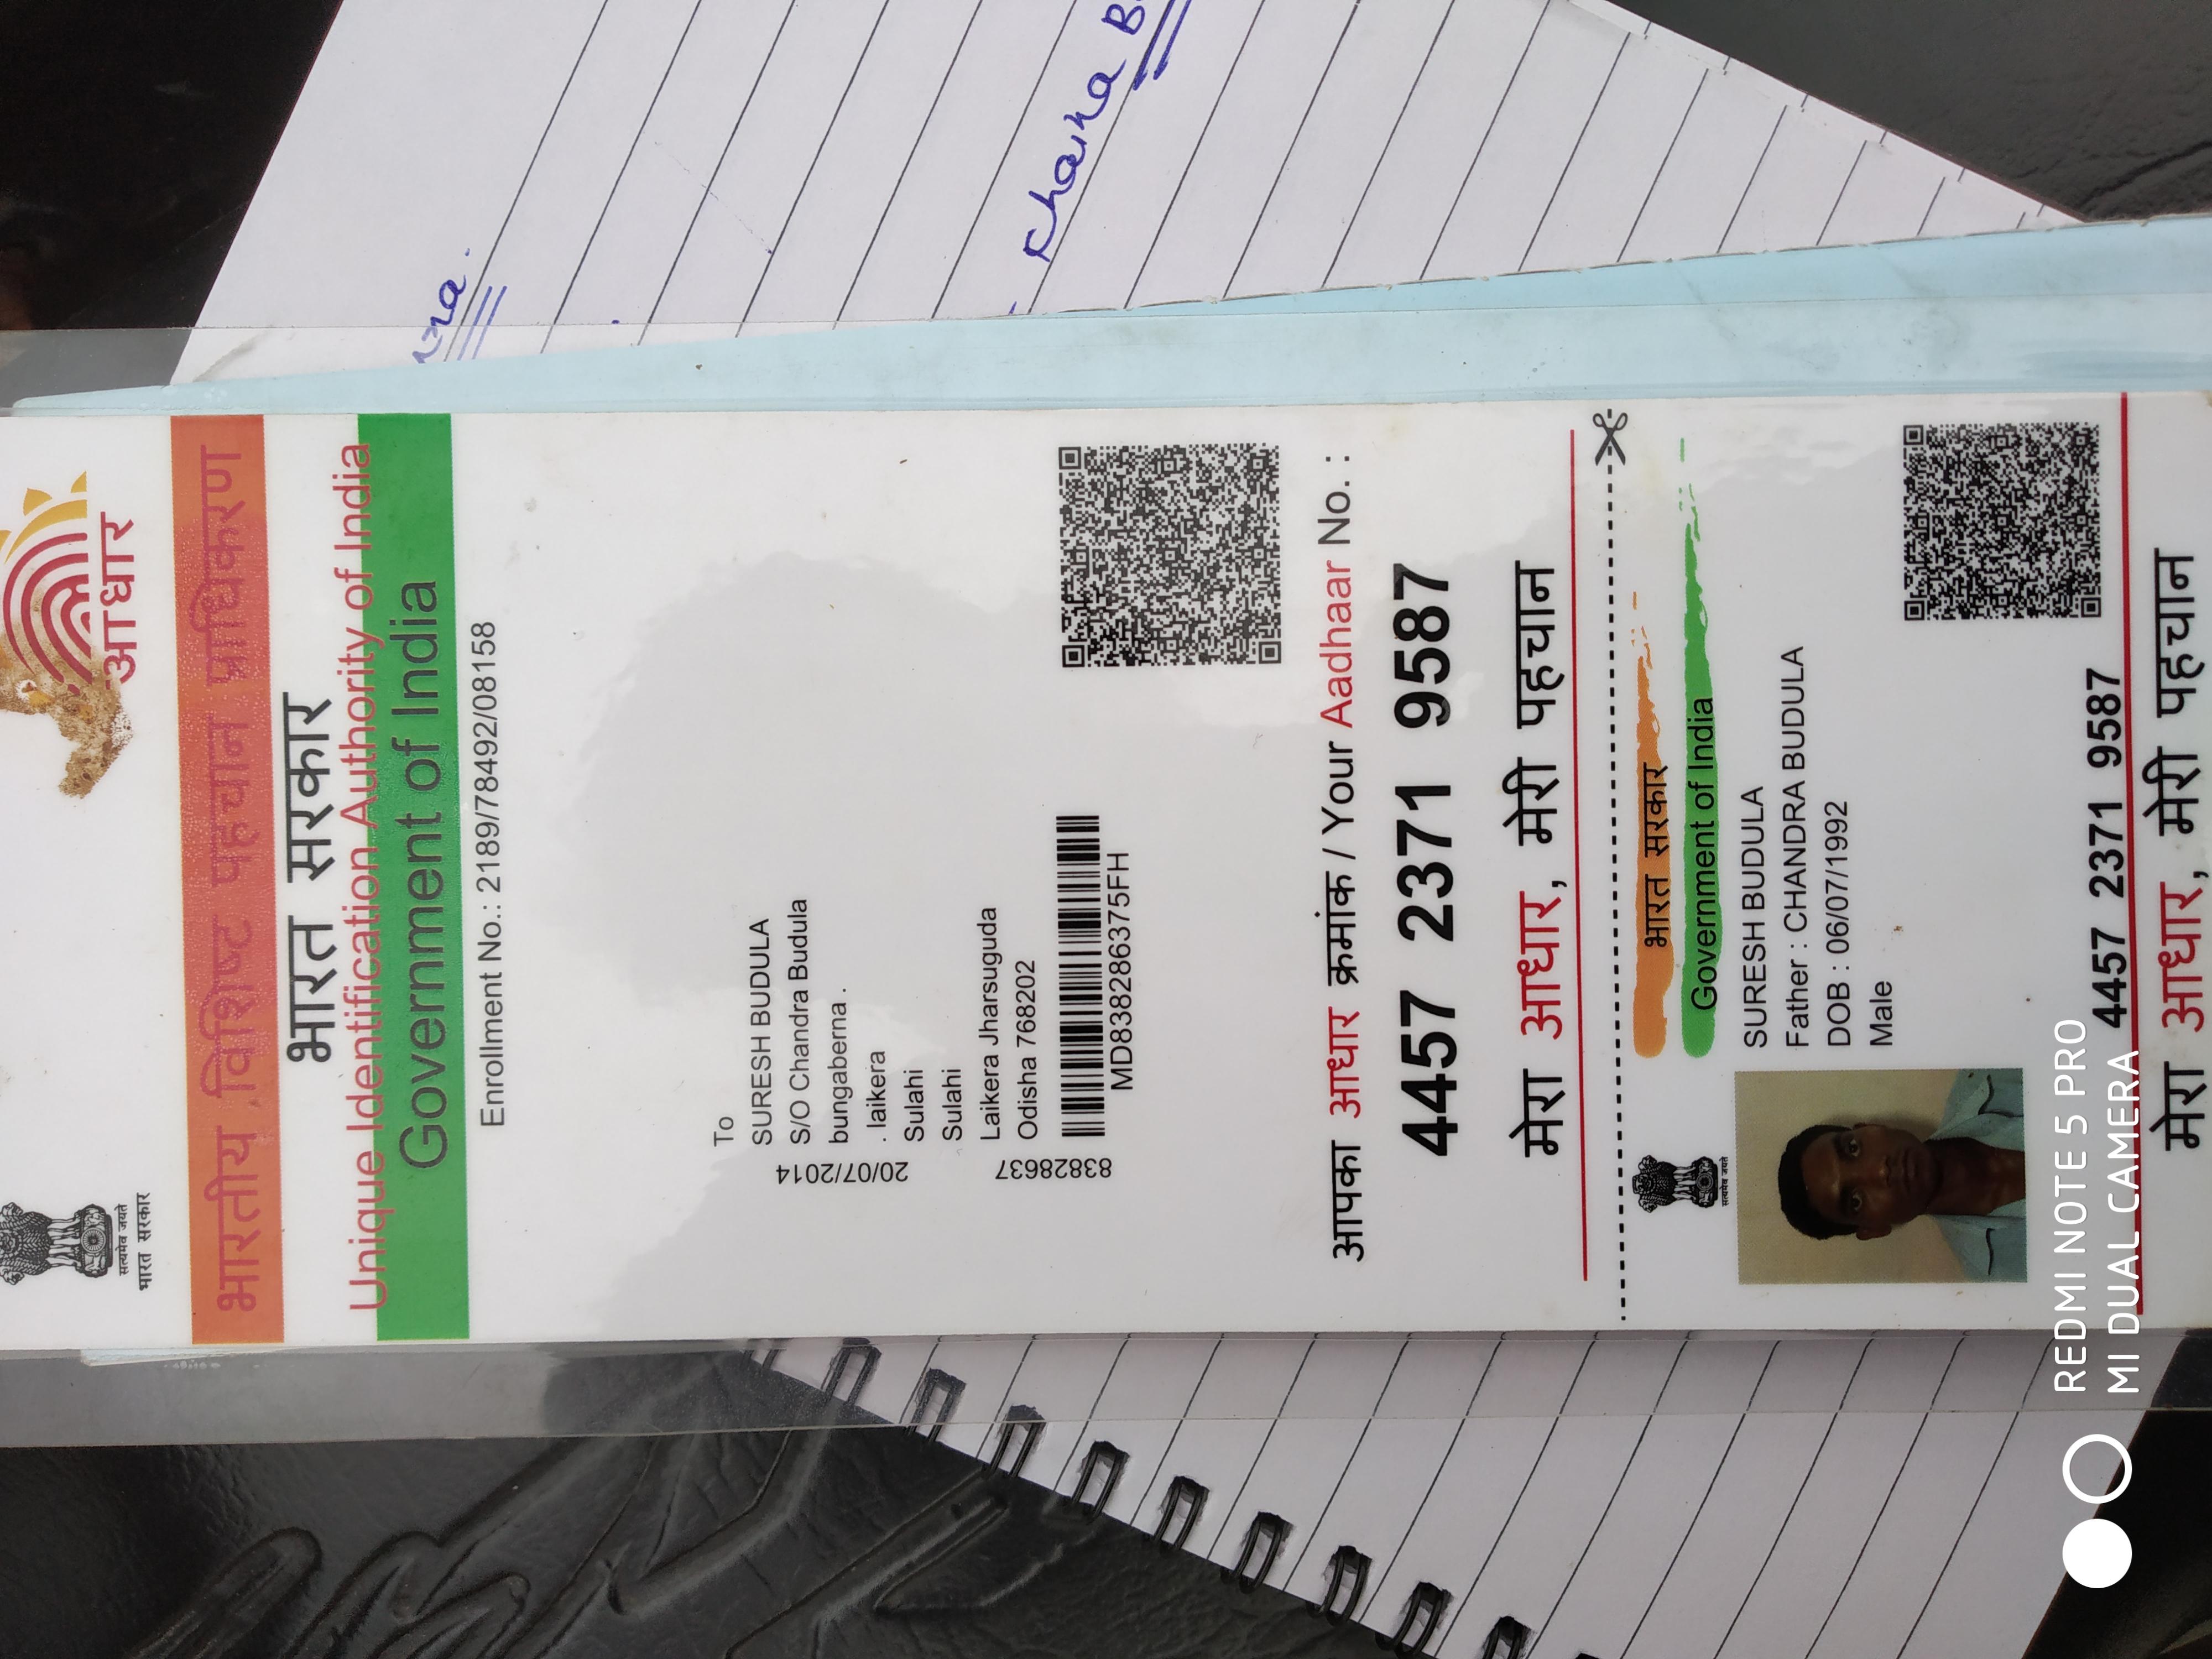 सत्यमेव जयते
भारत सरकार
आधार
भारतीय विशिष्ट पहचान प्राधिकरण
भारत सरकार
Unique Identification Authority of India
Government of India
Enrollment No.: 2189/78492/08158
To
SURESH BUDULA
S/O Chandra Budula
bungaberna .
. laikera
Sulahi
Sulahi
Laikera Jharsuguda
Odisha 768202
20/07/2014
83828637
MD838286375FH
आपका आधार क्रमांक / Your Aadhaar No. :
4457 2371 9587
मेरा आधार, मेरी पहचान
भारत सरकार
Government of India
सत्यमेव जयते
SURESH BUDULA
Father : CHANDRA BUDULA
DOB : 06/07/1992
Male
4457 2371 9587
मेरा आधार, मेरी पहचान
REDMI NOTE 5 PRO
MI DUAL CAMERA